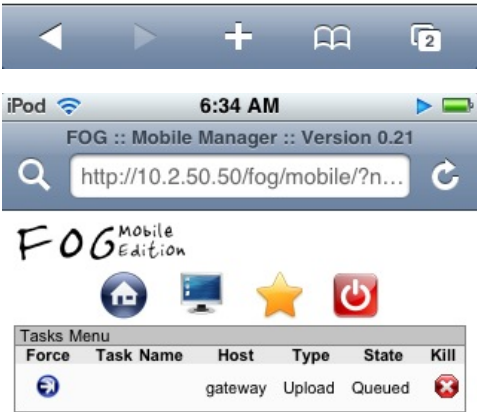 2
iPod 6:34 AM
FOG :: Mobile Manager :: Version 0.21
http://10.2.50.50/fog/mobile/?n...
FOG Mobile Edition
Tasks Menu
Force Task Name Host Type State Kill
gateway Upload Queued